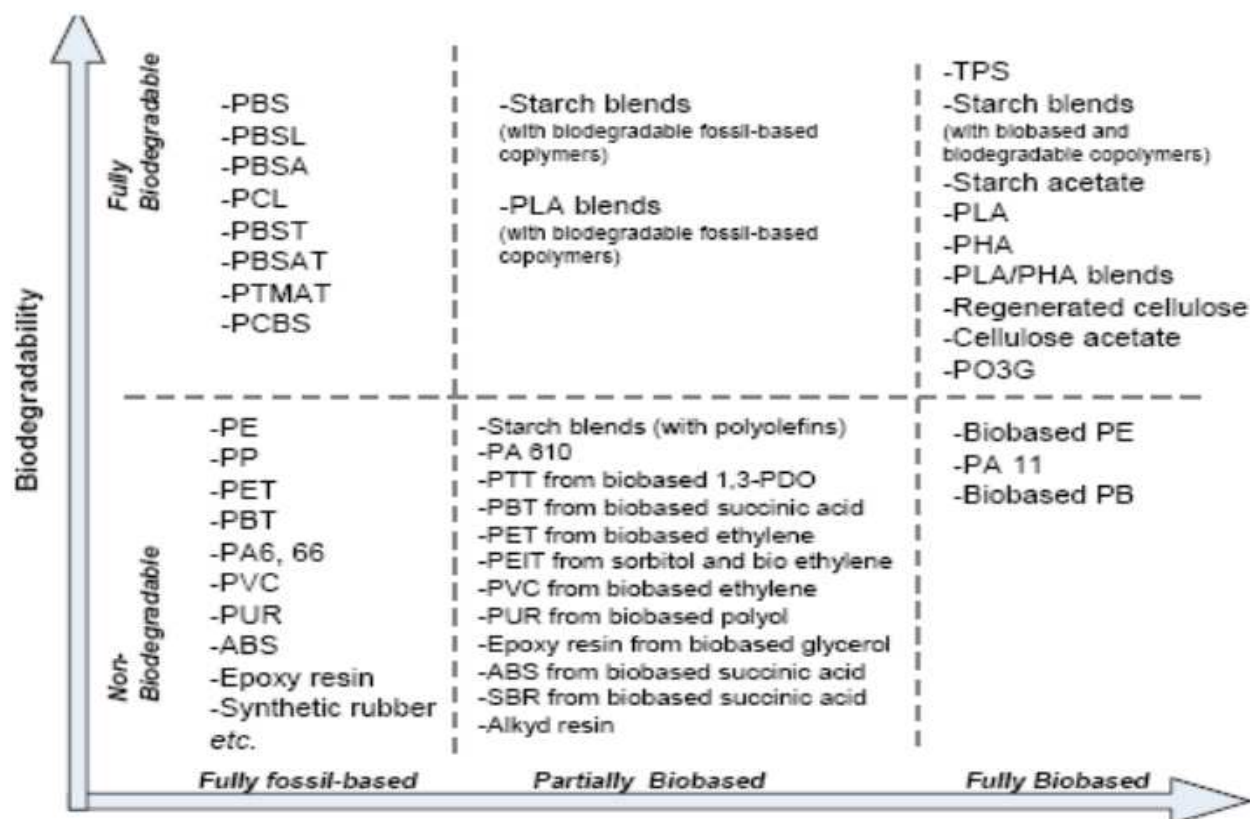 Biodegradability
Fully
Biodegradable
-PBS
-PBSL
-PBSA
-PCL
-PBST
-PBSAT
-PTMAT
-PCBS
-Starch blends
(with biodegradable fossil-based
coplymers)
-PLA blends
(with biodegradable fossil-based
copolymers)
-TPS
-Starch blends
(with biobased and
biodegradable copolymers)
-Starch acetate
-PLA
-PHA
-PLA/PHA blends
-Regenerated cellulose
-Cellulose acetate
-PO3G
Non-
Biodegradable
-PE
-PP
-PET
-PBT
-PA6, 66
-PVC
-PUR
-ABS
-Epoxy resin
-Synthetic rubber
etc.
-Starch blends (with polyolefins)
-PA 610
-PTT from biobased 1,3-PDO
-PBT from biobased succinic acid
-PET from biobased ethylene
-PEIT from sorbitol and bio ethylene
-PVC from biobased ethylene
-PUR from biobased polyol
-Epoxy resin from biobased glycerol
-ABS from biobased succinic acid
-SBR from biobased succinic acid
-Alkyd resin
-Biobased PE
-PA 11
-Biobased PB
Fully fossil-based
Partially Biobased
Fully Biobased